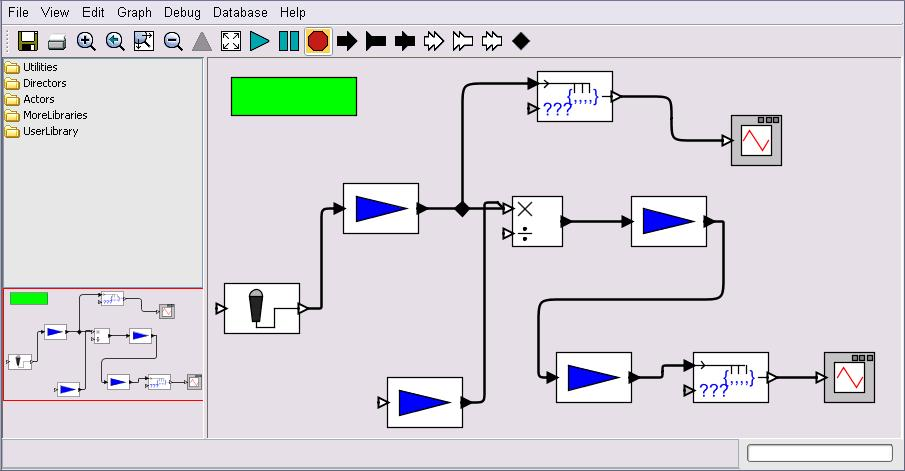 File View Edit Graph Debug Database Help
Utilities
Directors
Actors
MoreLibraries
UserLibrary
{,,,,}
???
×
÷
{,,,,}
???